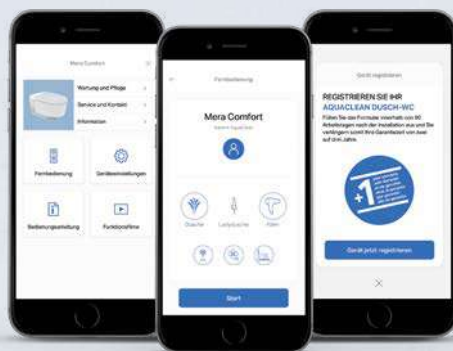 Mera Comfort
Wartung und Pflege
Service und Kontakt
Information
Fernbedienung
Geräteeinstellungen
Bedienungsanleitung
Funktionsfilme
Fernbedienung
Mera Comfort
Dusche
Ladydusche
Föhn
Start
Gerät registrieren
REGISTRIEREN SIE IHR
AQUACLEAN DUSCH-WC
Füllen Sie das Formular innerhalb von 90
Arbeitstagen nach der Installation aus und Sie
verlängern somit Ihre Garantiezeit von zwei
auf drei Jahre.
+1
Gerät jetzt registrieren